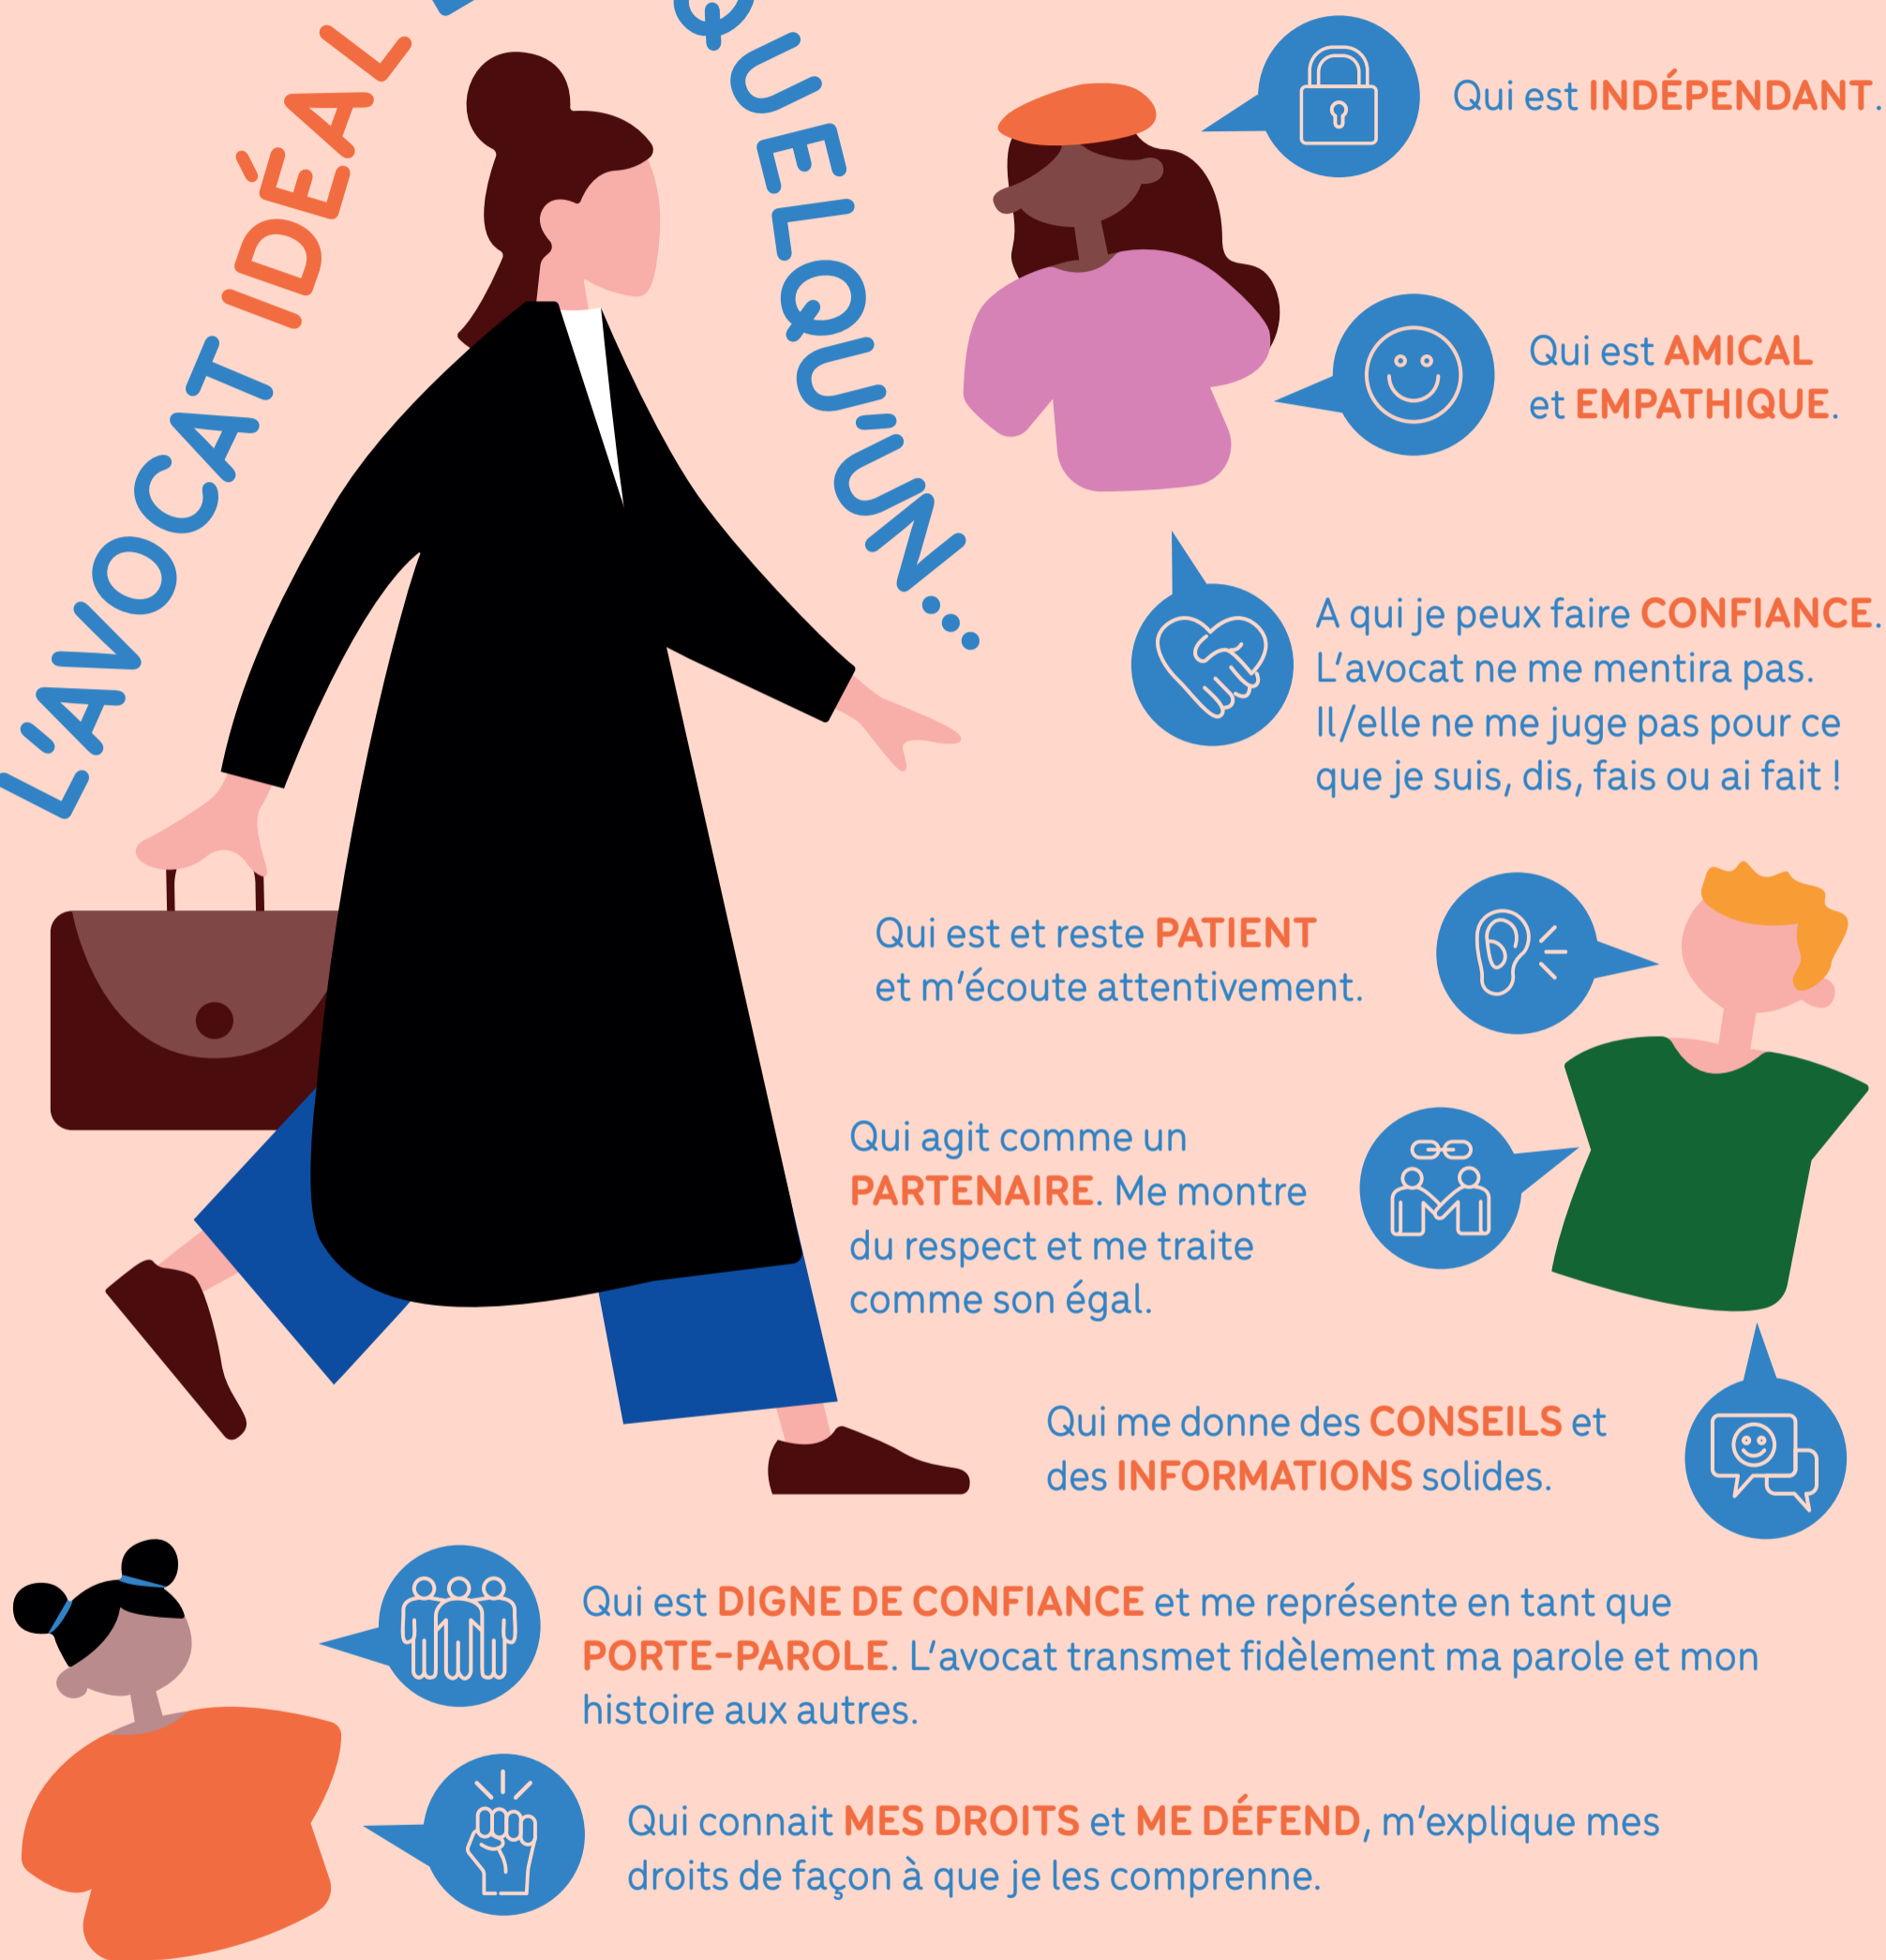 L'AVOCAT IDÉAL
QUELQU'UN...
Qui est INDÉPENDANT.
Qui est AMICAL
et EMPATHIQUE.
A qui je peux faire CONFIANCE.
L'avocat ne me mentira pas.
Il/elle ne me juge pas pour ce
que je suis, dis, fais ou ai fait !
Qui est et reste PATIENT
et m'écoute attentivement.
Qui agit comme un
PARTENAIRE. Me montre
du respect et me traite
comme son égal.
Qui me donne des CONSEILS et
des INFORMATIONS solides.
Qui est DIGNE DE CONFIANCE et me représente en tant que
PORTE-PAROLE. L'avocat transmet fidèlement ma parole et mon
histoire aux autres.
Qui connait MES DROITS et ME DÉFEND, m'explique mes
droits de façon à que je les comprenne.